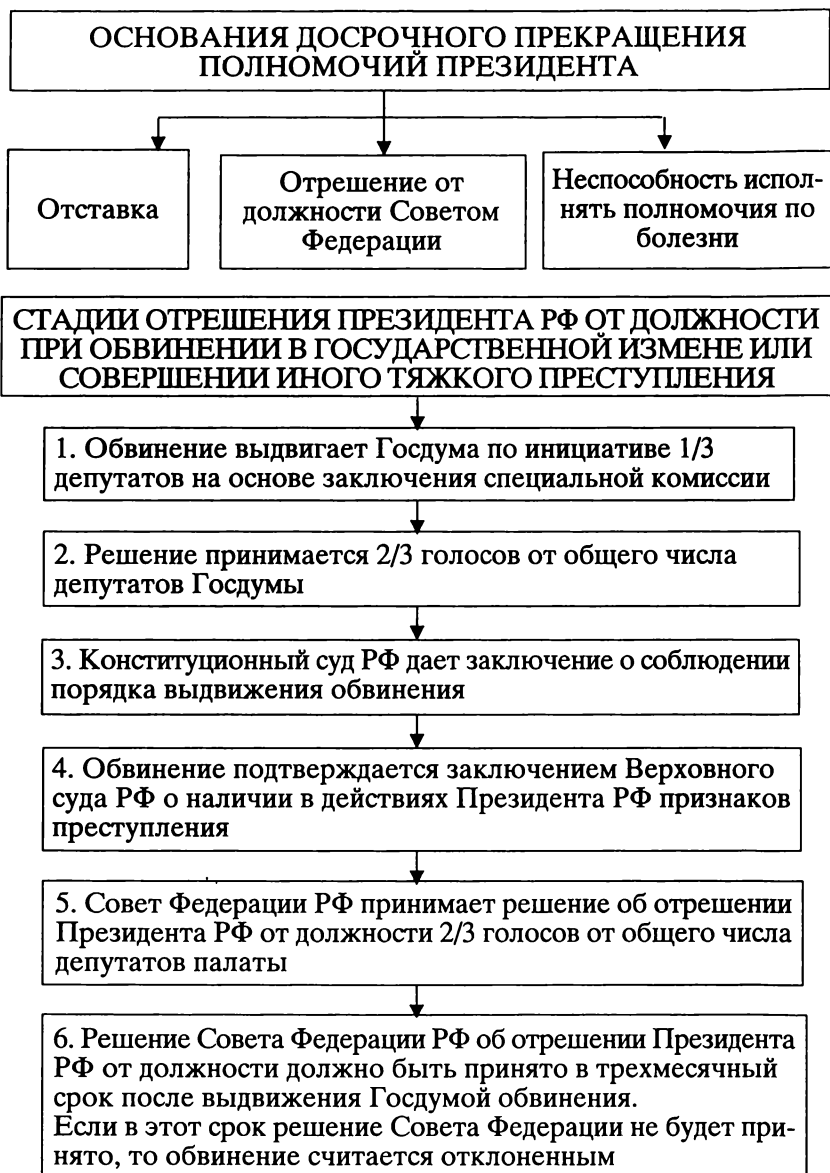 ОСНОВАНИЯ ДОСРОЧНОГО ПРЕКРАЩЕНИЯ
ПОЛНОМОЧИЙ ПРЕЗИДЕНТА
Отставка
Отрешение от
должности Советом
Федерации
Неспособность испол-
нять полномочия по
болезни
СТАДИИ ОТРЕШЕНИЯ ПРЕЗИДЕНТА РФ ОТ ДОЛЖНОСТИ
ПРИ ОБВИНЕНИИ В ГОСУДАРСТВЕННОЙ ИЗМЕНЕ ИЛИ
СОВЕРШЕНИИ ИНОГО ТЯЖКОГО ПРЕСТУПЛЕНИЯ
1. Обвинение выдвигает Госдума по инициативе 1/3
депутатов на основе заключения специальной комиссии
2. Решение принимается 2/3 голосов от общего числа
депутатов Госдумы
3. Конституционный суд РФ дает заключение о соблюдении
порядка выдвижения обвинения
4. Обвинение подтверждается заключением Верховного
суда РФ о наличии в действиях Президента РФ признаков
преступления
5. Совет Федерации РФ принимает решение об отрешении
Президента РФ от должности 2/3 голосов от общего числа
депутатов палаты
6. Решение Совета Федерации РФ об отрешении Президента
РФ от должности должно быть принято в трехмесячный
срок после выдвижения Госдумой обвинения.
Если в этот срок решение Совета Федерации не будет при-
нято, то обвинение считается отклоненным